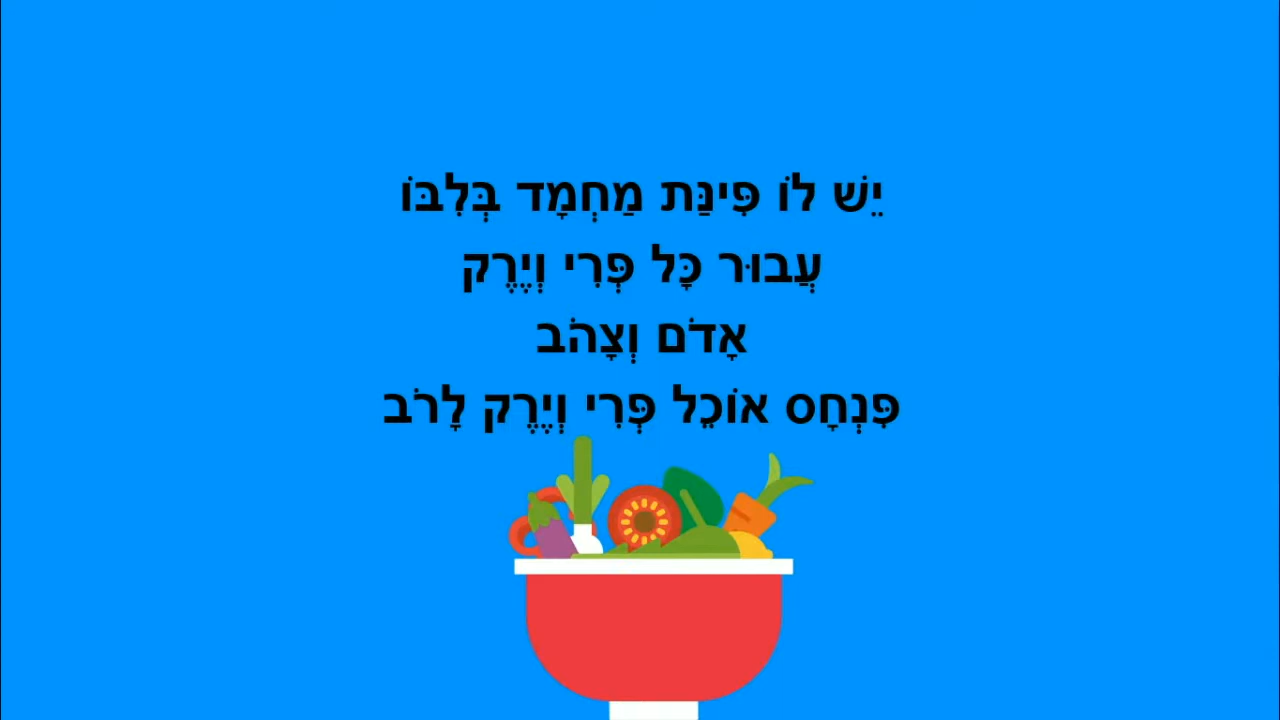 יֵשׁ לוֹ פִּינַּת מַחְמָד בְּלִבּוֹ
עֲבוּר כָּל פְּרִי וְיֶרֶק
אָדֹם וְצָהֹב
פִּנְחָס אוֹכֵל פְּרִי וְיֶרֶק לָרֹב